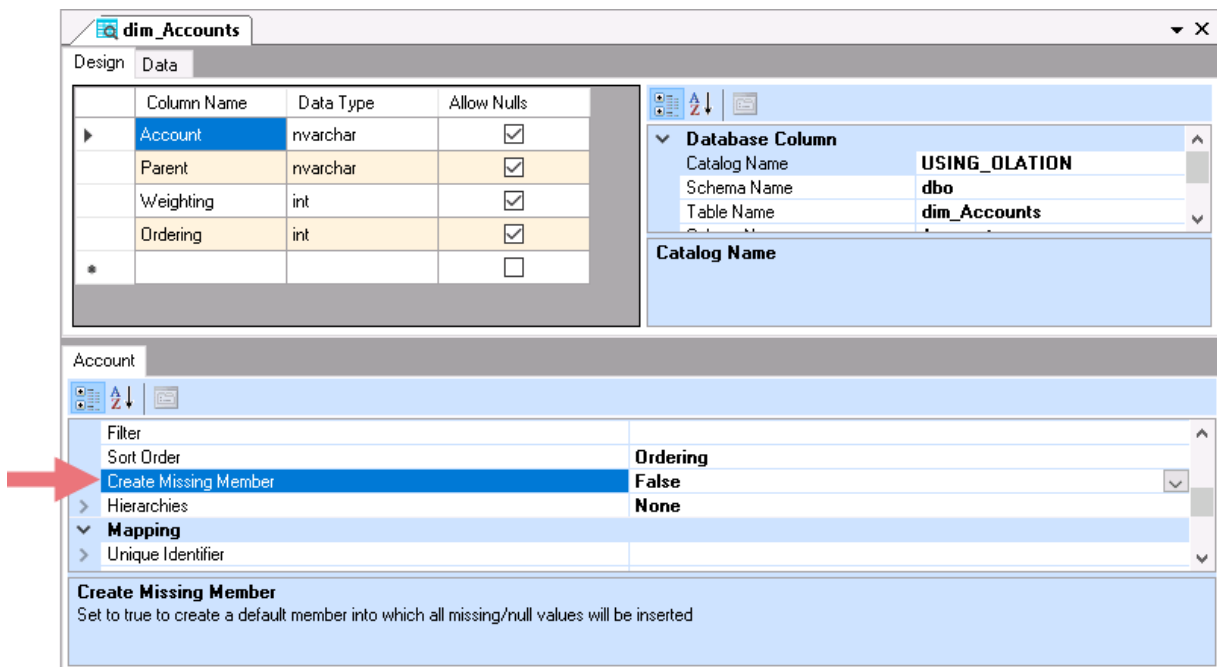 dim_Accounts
Design Data
Column Name Data Type Allow Nulls
Account nvarchar
Parent nvarchar
Weighting int
Ordering int
Database Column
Catalog Name USING_OLATION
Schema Name dbo
Table Name dim_Accounts
Catalog Name
Account
Filter
Sort Order Ordering
Create Missing Member False
Hierarchies None
Mapping
Unique Identifier
Create Missing Member
Set to true to create a default member into which all missing/null values will be inserted